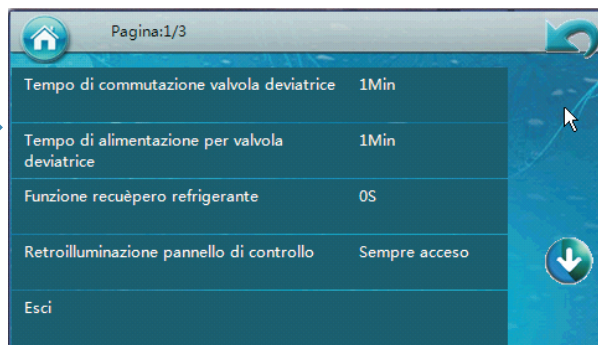 Pagina:1/3
Tempo di commutazione valvola deviatrice 1Min
Tempo di alimentazione per valvola 1Min
deviatrice
Funzione recuèpero refrigerante 0S
Retroilluminazione pannello di controllo Sempre acceso
Esci